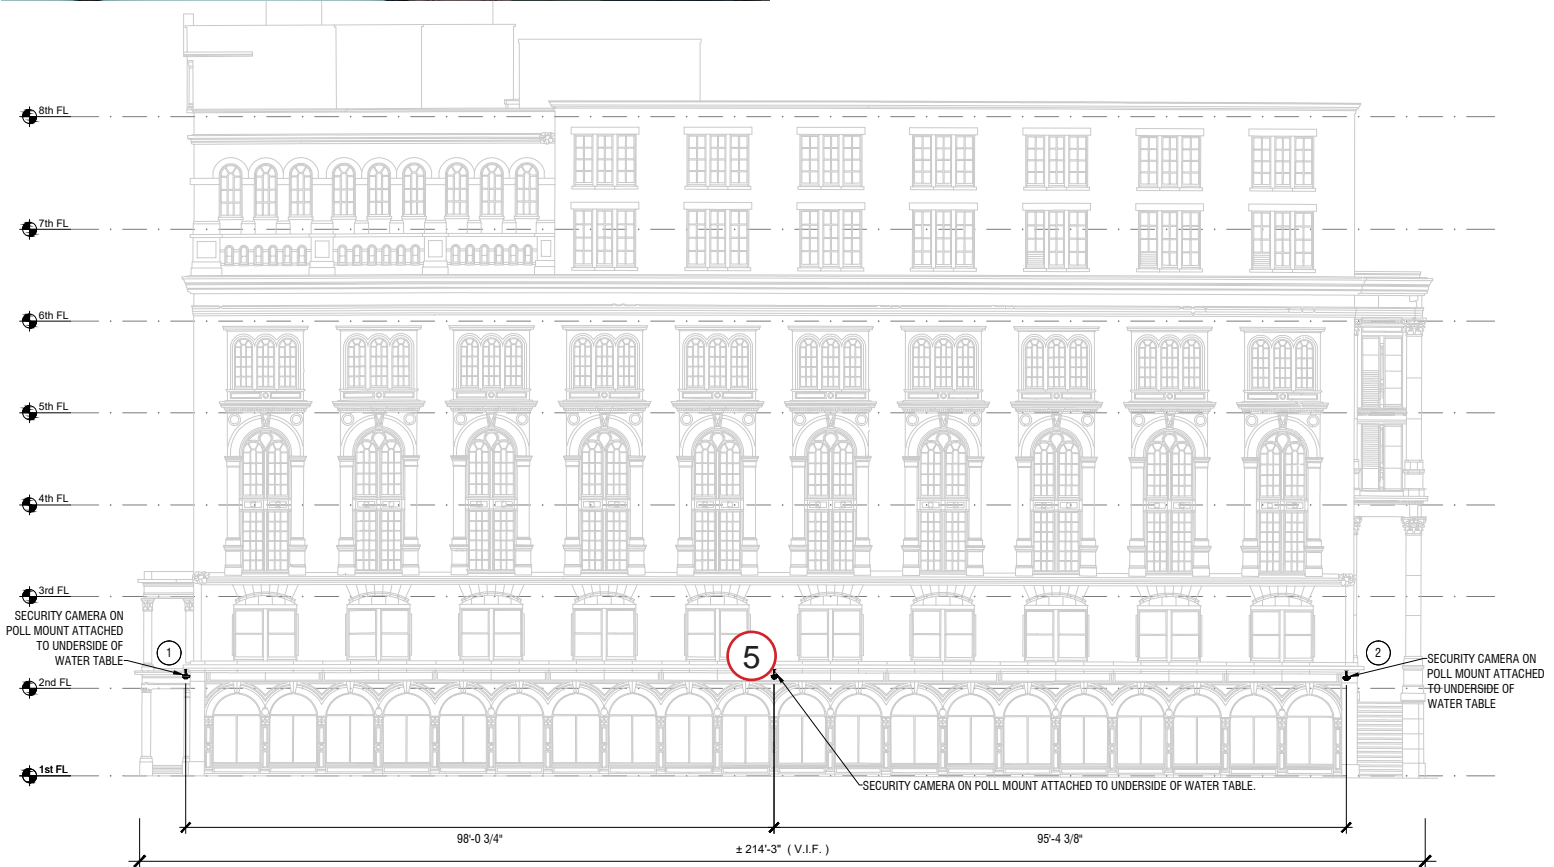 8th FL
7th FL
6th FL
5th FL
4th FL
3rd FL
SECURITY CAMERA ON
POLL MOUNT ATTACHED
TO UNDERSIDE OF
WATER TABLE
1
5
2
SECURITY CAMERA ON
POLL MOUNT ATTACHED
TO UNDERSIDE OF
WATER TABLE
2nd FL
1st FL
SECURITY CAMERA ON POLL MOUNT ATTACHED TO UNDERSIDE OF WATER TABLE.
98'-0 3/4"
95'-4 3/8"
± 214'-3" ( V.I.F. )